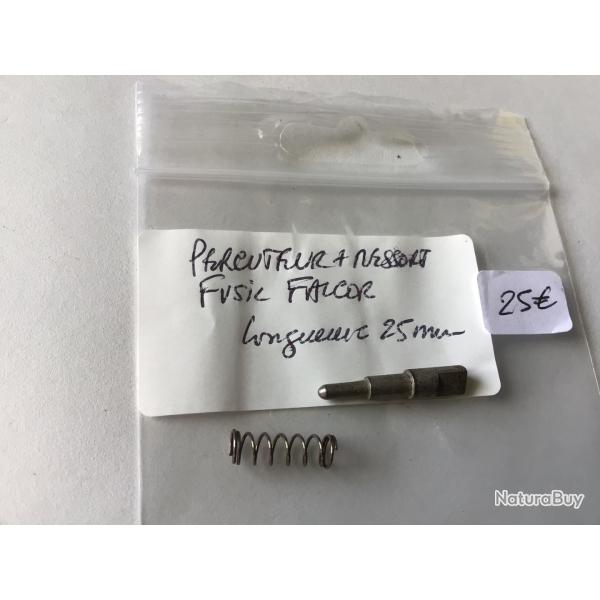 PERCUTEUR + RESSORT
FUSIL FALCOR
longueur 25mm
25€
NaturaBuy